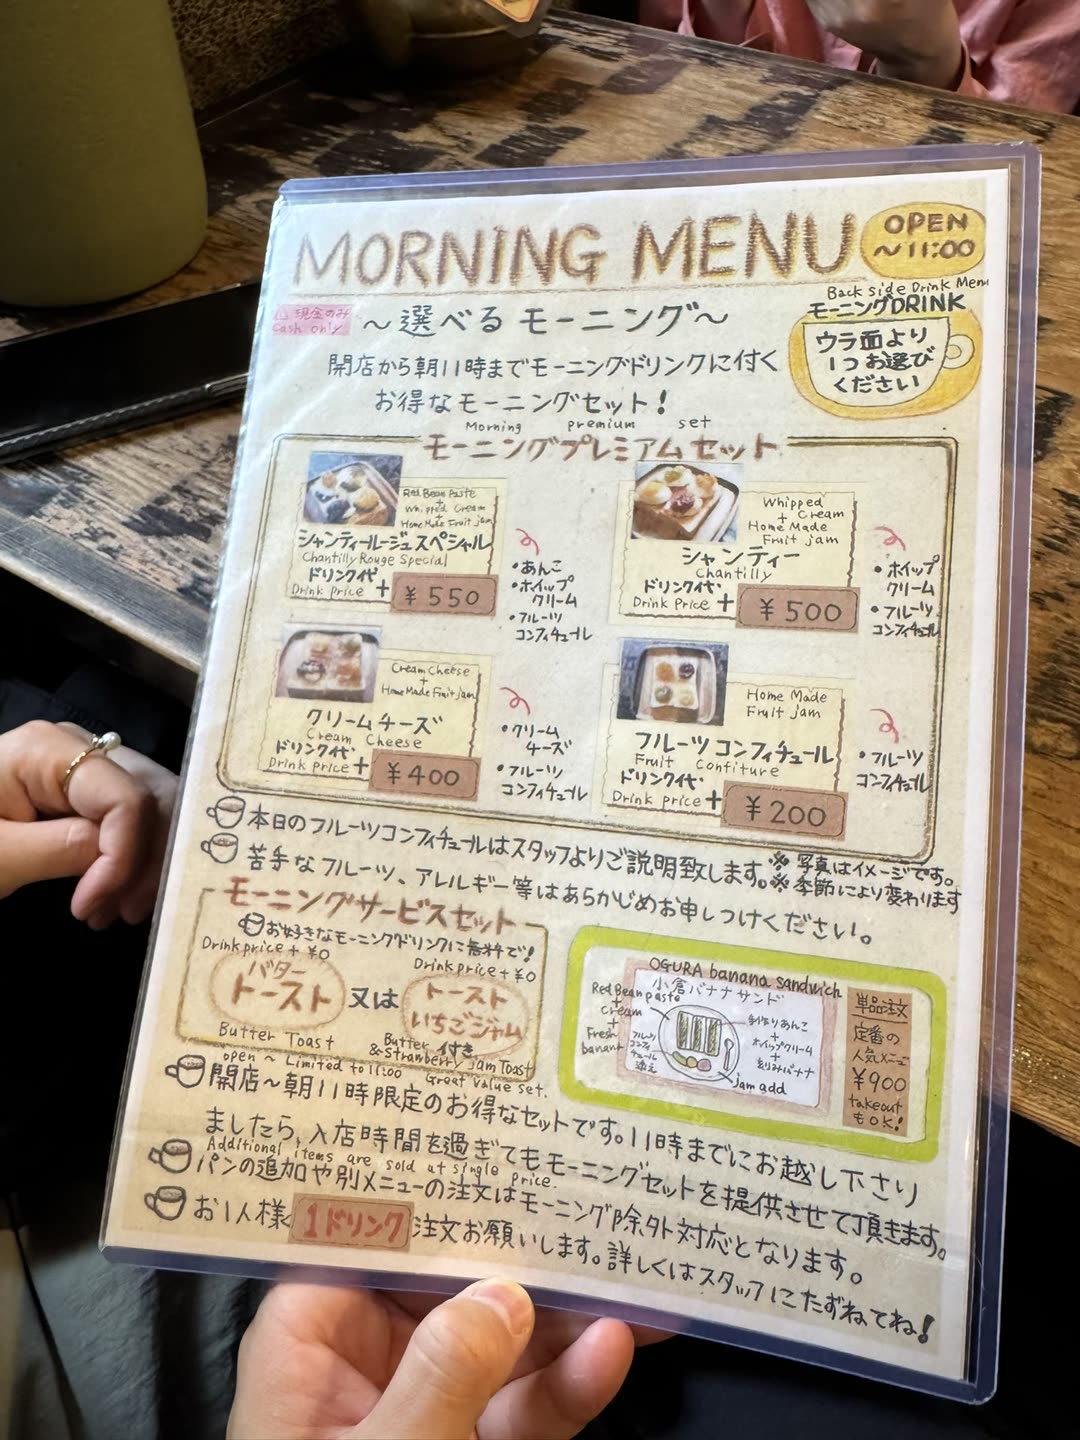 MORNING MENU
OPEN
~11:00
現金のみ
Cash only
~選べるモーニング~
Back side Drink Menu
モーニングDRINK
ウラ面より
1つお選び
ください
開店から朝11時までモーニングドリンクに付く
お得なモーニングセット!
Morning premium set
モーニングプレミアムセット
Red Bean Paste
+
Whipped Cream
+
Home Made Fruit jam
シャンティールージュスペシャル
Chantilly Rouge Special
ドリンク代
Drink Price + ¥550
・あんこ
・ホイップ
クリーム
・フルーツ
コンフィチュール
Whipped
+ Cream
Home Made
Fruit jam
シャンティー
Chantilly
ドリンク代
Drink Price + ¥500
・ホイップ
クリーム
・フルーツ
コンフィチュール
Cream Cheese
+
Home Made Fruit jam
クリームチーズ
Cream Cheese
ドリンク代
Drink Price + ¥400
・クリーム
チーズ
・フルーツ
コンフィチュール
Home Made
Fruit jam
フルーツコンフィチュール
Fruit Confiture
ドリンク代
Drink price + ¥200
・フルーツ
コンフィチュール
本日のフルーツコンフィチュールはスタッフよりご説明致します。
※写真はイメージです。
※季節により変わります
苦手なフルーツ、アレルギー等はあらかじめお申しつけください。
モーニングサービスセット
お好きなモーニングドリンクに無料で!
Drink price + ¥0
バター
トースト
Butter Toast
又は
Drink price + ¥0
トースト
いちごジャム
付き
Butter
& Strawberry jam Toast
OGURA banana sandwich
小倉バナナサンド
Red Bean paste
+
Cream
+
Fresh
banana
フルーツ
コンフィ
チュール
添え
手作りあんこ
+
ホイップクリーム
+
刻みバナナ
jam add
単品注文
定番の
人気メニュー
¥900
takeout
もOK!
open ~ Limited to 11:00 Great value set.
開店~朝11時限定のお得なセットです。11時までにお越し下さり
ましたら、入店時間を過ぎてもモーニングセットを提供させて頂きます。
Additional items are sold at single price.
パンの追加や別メニューの注文はモーニング除外対応となります。
お1人様1ドリンク注文お願いします。詳しくはスタッフにたずねてね!